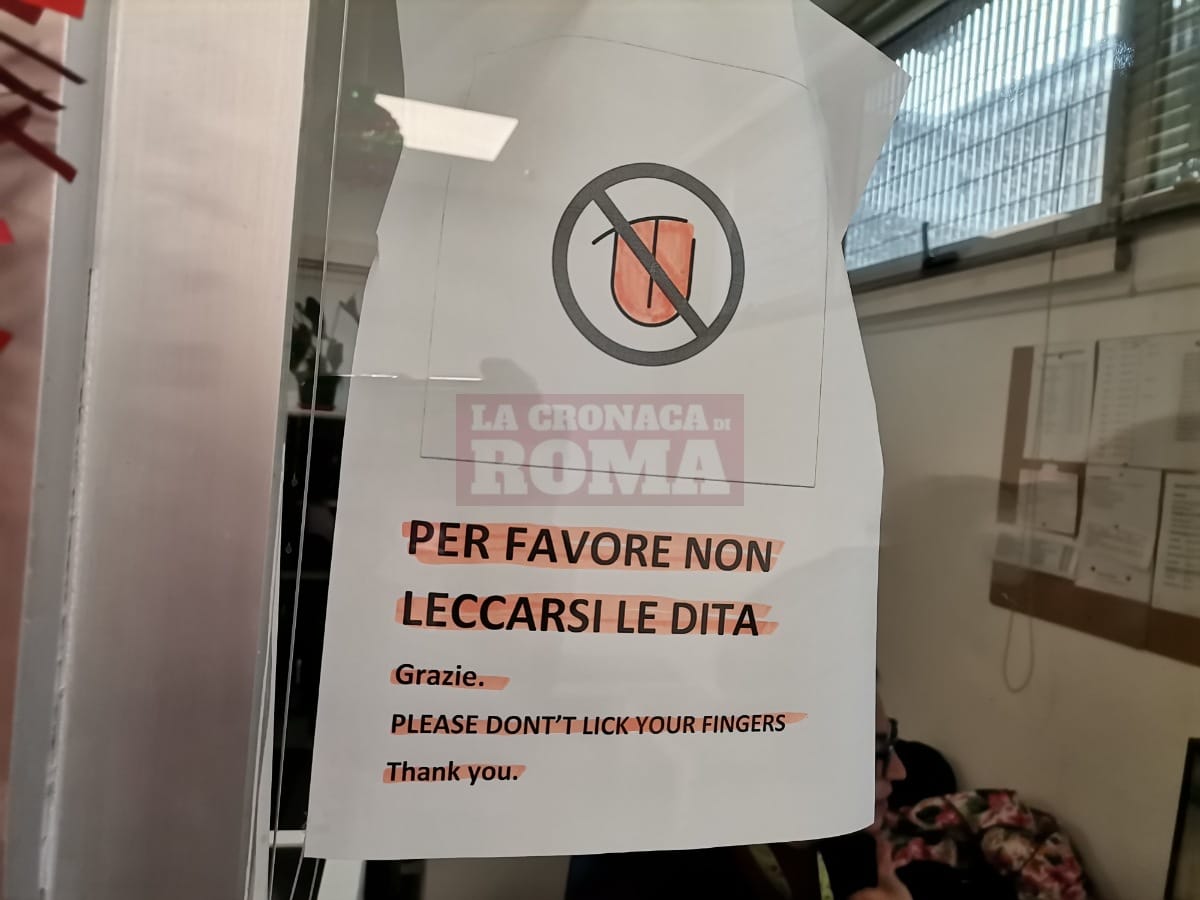 LA CRONACA DI
ROMA
PER FAVORE NON
LECCARSI LE DITA
Grazie.
PLEASE DONT'T LICK YOUR FINGERS
Thank you.